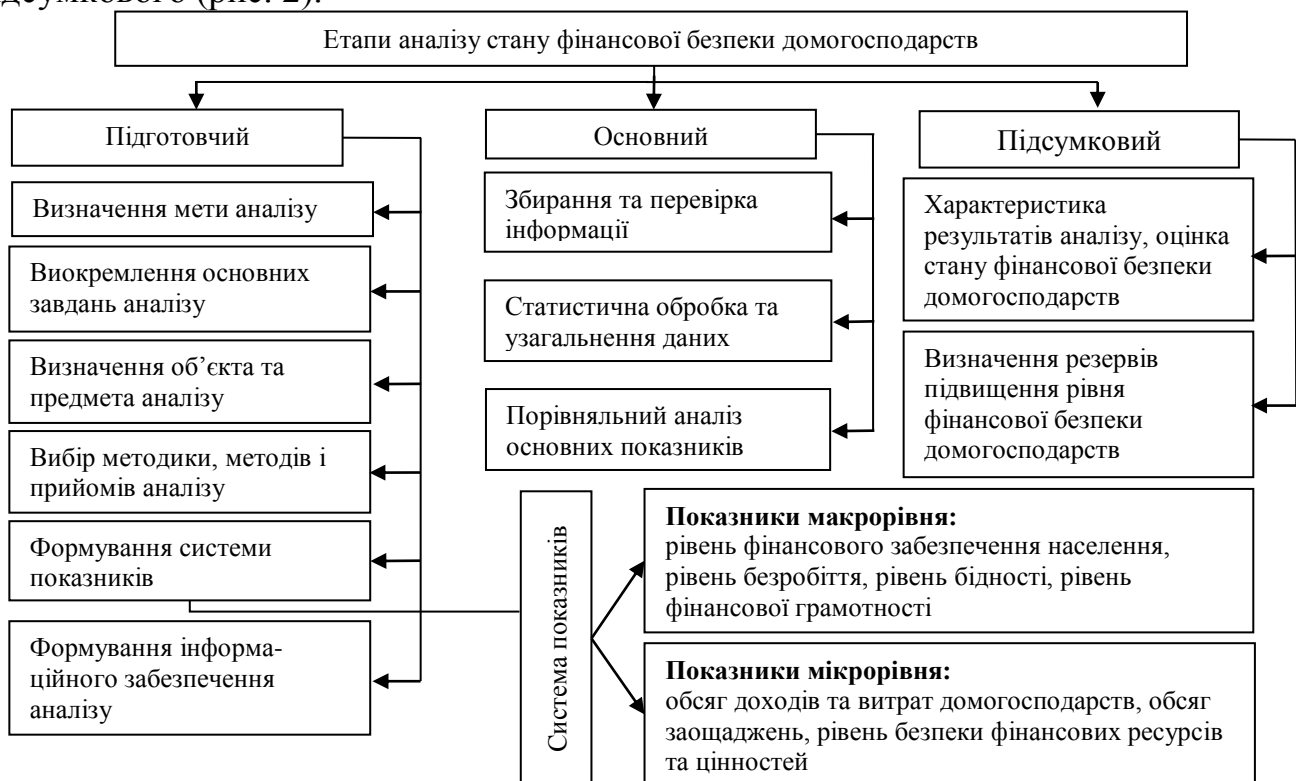 дсумкового (рис. 2).
Етапи аналізу стану фінансової безпеки домогосподарств
Підготовчий
Визначення мети аналізу
Виокремлення основних
завдань аналізу
Визначення об’єкта та
предмета аналізу
Вибір методики, методів і
прийомів аналізу
Формування системи
показників
Формування інформа-
ційного забезпечення
аналізу
Основний
Збирання та перевірка
інформації
Статистична обробка та
узагальнення даних
Порівняльний аналіз
основних показників
Підсумковий
Характеристика
результатів аналізу, оцінка
стану фінансової безпеки
домогосподарств
Визначення резервів
підвищення рівня
фінансової безпеки
домогосподарств
Система показників
Показники макрорівня:
рівень фінансового забезпечення населення,
рівень безробіття, рівень бідності, рівень
фінансової грамотності
Показники мікрорівня:
обсяг доходів та витрат домогосподарств, обсяг
заощаджень, рівень безпеки фінансових ресурсів
та цінностей